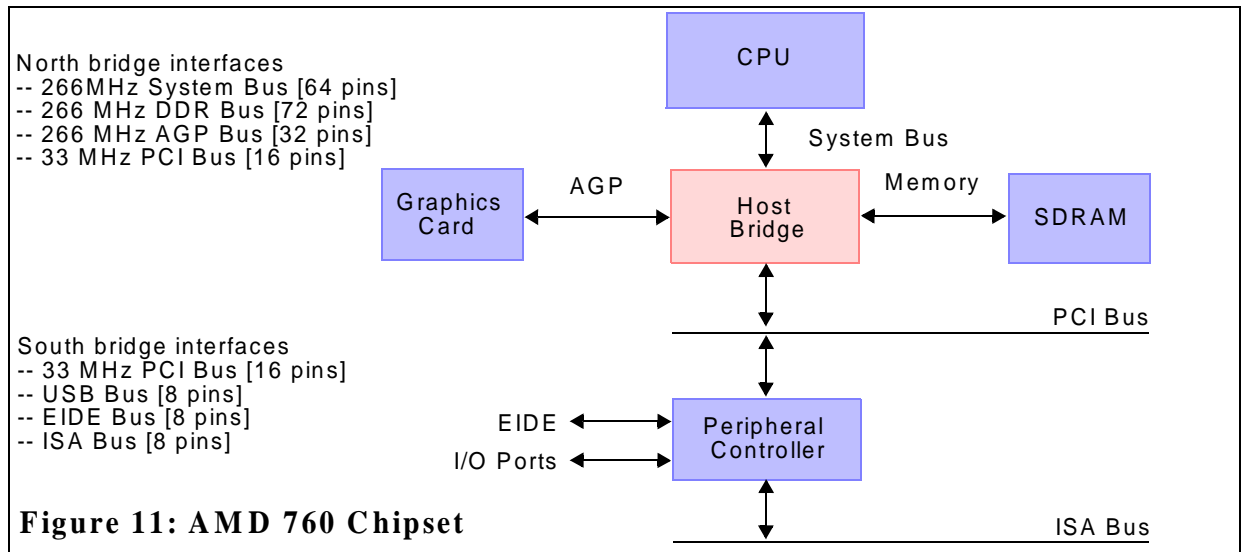 North bridge interfaces
-- 266MHz System Bus [64 pins]
-- 266 MHz DDR Bus [72 pins]
-- 266 MHz AGP Bus [32 pins]
-- 33 MHz PCI Bus [16 pins]
CPU
System Bus
Graphics
Card
AGP
Host
Bridge
Memory
SDRAM
PCI Bus
South bridge interfaces
-- 33 MHz PCI Bus [16 pins]
-- USB Bus [8 pins]
-- EIDE Bus [8 pins]
-- ISA Bus [8 pins]
EIDE
I/O Ports
Peripheral
Controller
ISA Bus
Figure 11: AMD 760 Chipset